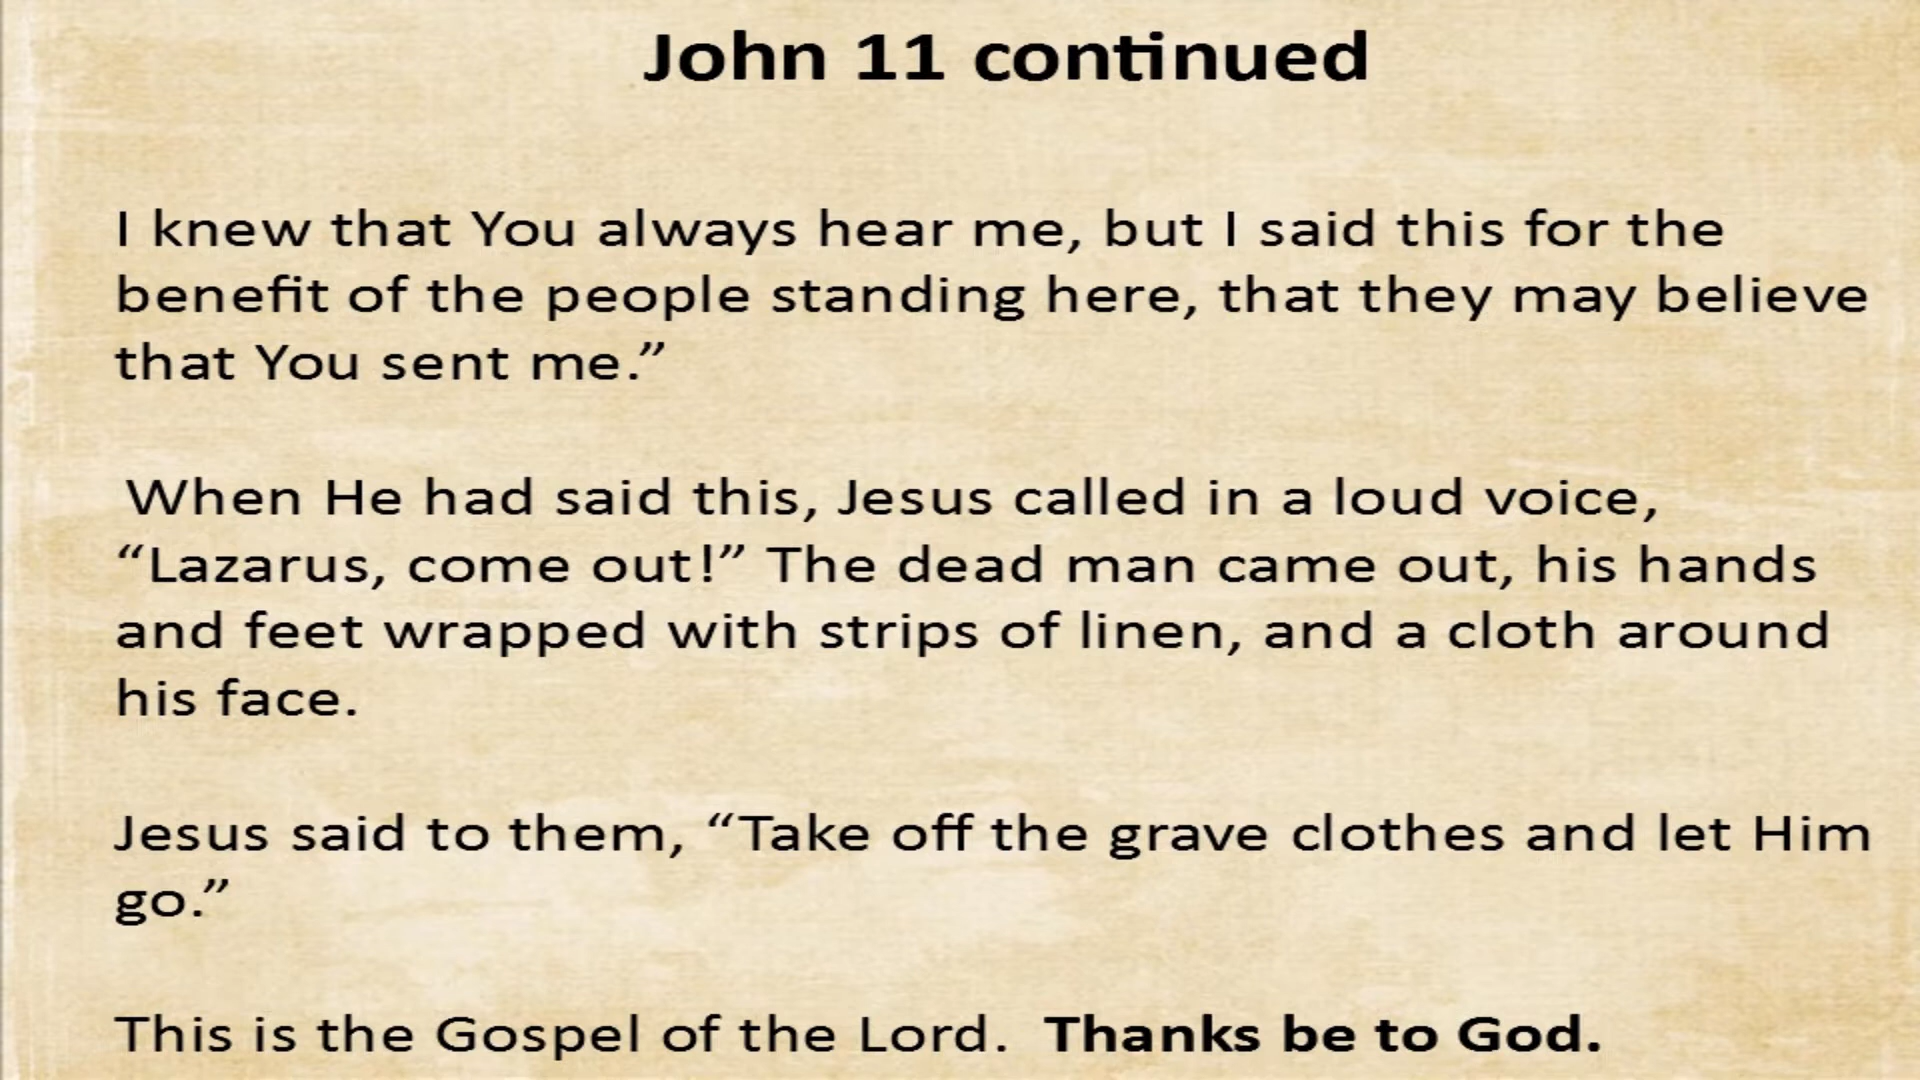 John 11 continued
I knew that You always hear me, but I said this for the
benefit of the people standing here, that they may believe
that You sent me.”
When He had said this, Jesus called in a loud voice,
“Lazarus, come out!” The dead man came out, his hands
and feet wrapped with strips of linen, and a cloth around
his face.
Jesus said to them, “Take off the grave clothes and let Him
go.”
This is the Gospel of the Lord. Thanks be to God.